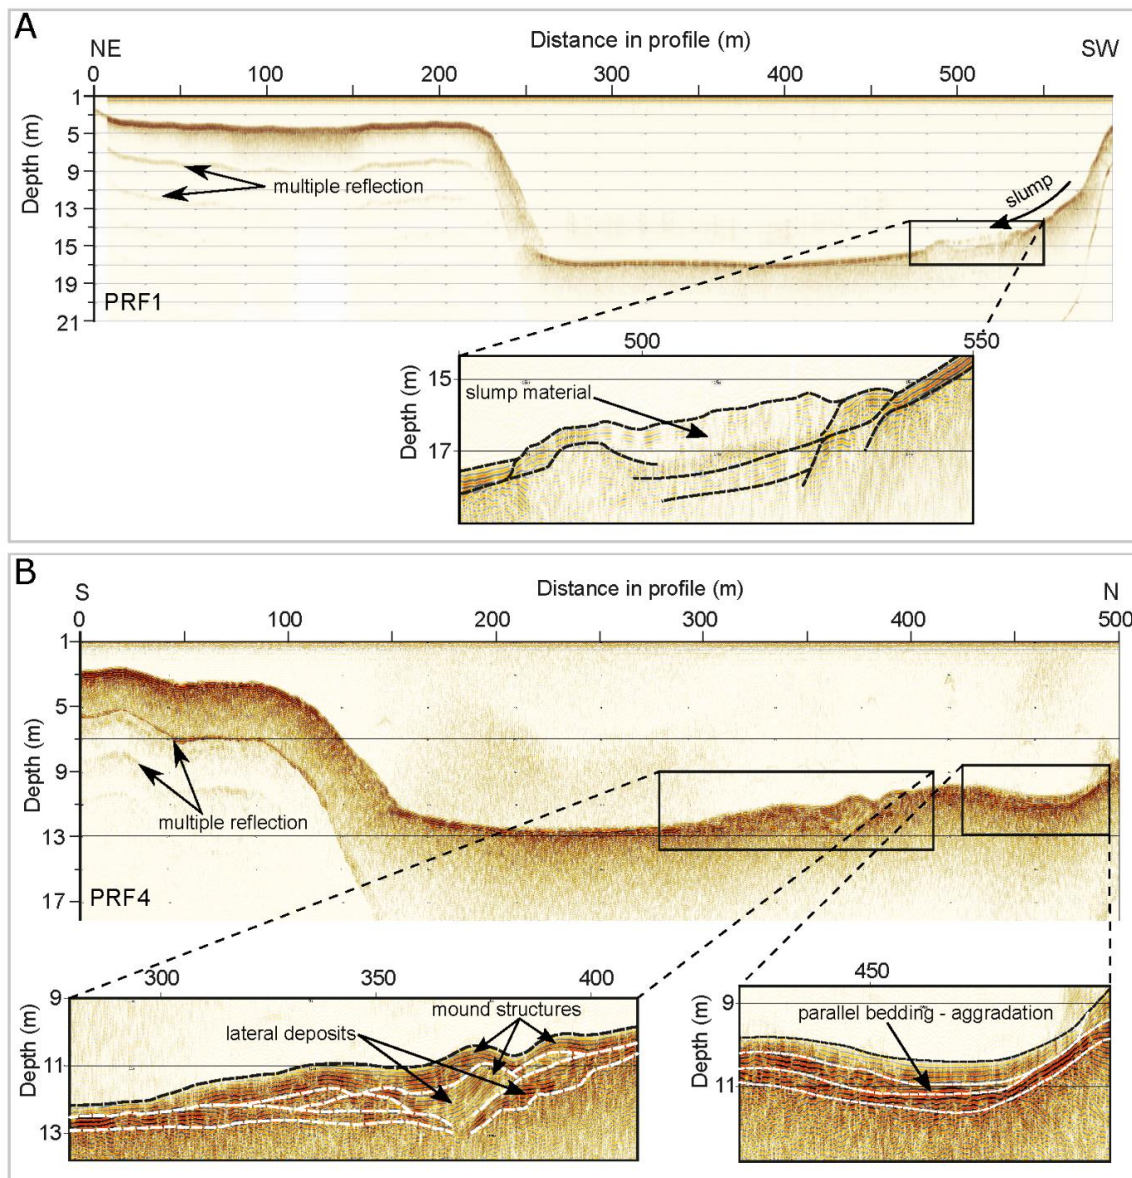 A
Distance in profile (m)
NE
SW
0 100 200 300 400 500
Depth (m)
1
5
9
13
15
19
21
multiple reflection
slump
PRF1
500 550
Depth (m)
15
17
slump material
B
Distance in profile (m)
S
N
0 100 200 300 400 500
Depth (m)
1
5
9
13
17
multiple reflection
PRF4
300 350 400
Depth (m)
9
11
13
mound structures
lateral deposits
450
Depth (m)
9
11
parallel bedding - aggradation